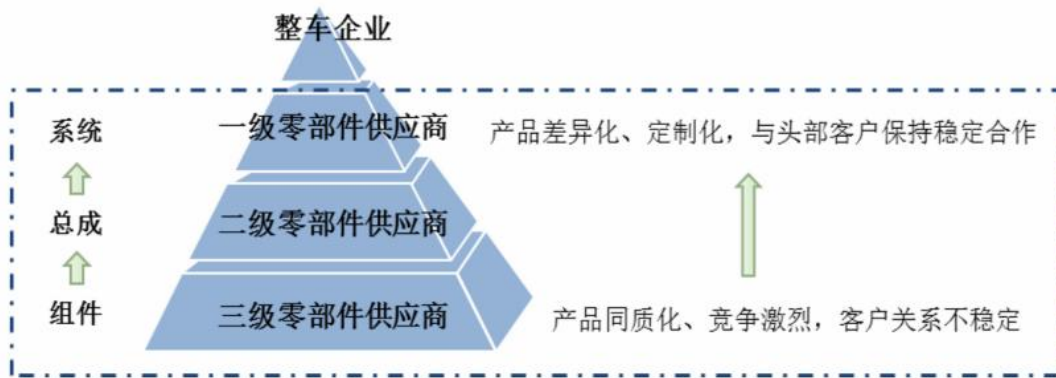 整车企业
系统
一级零部件供应商
产品差异化、定制化，与头部客户保持稳定合作
总成
二级零部件供应商
组件
三级零部件供应商
产品同质化、竞争激烈，客户关系不稳定